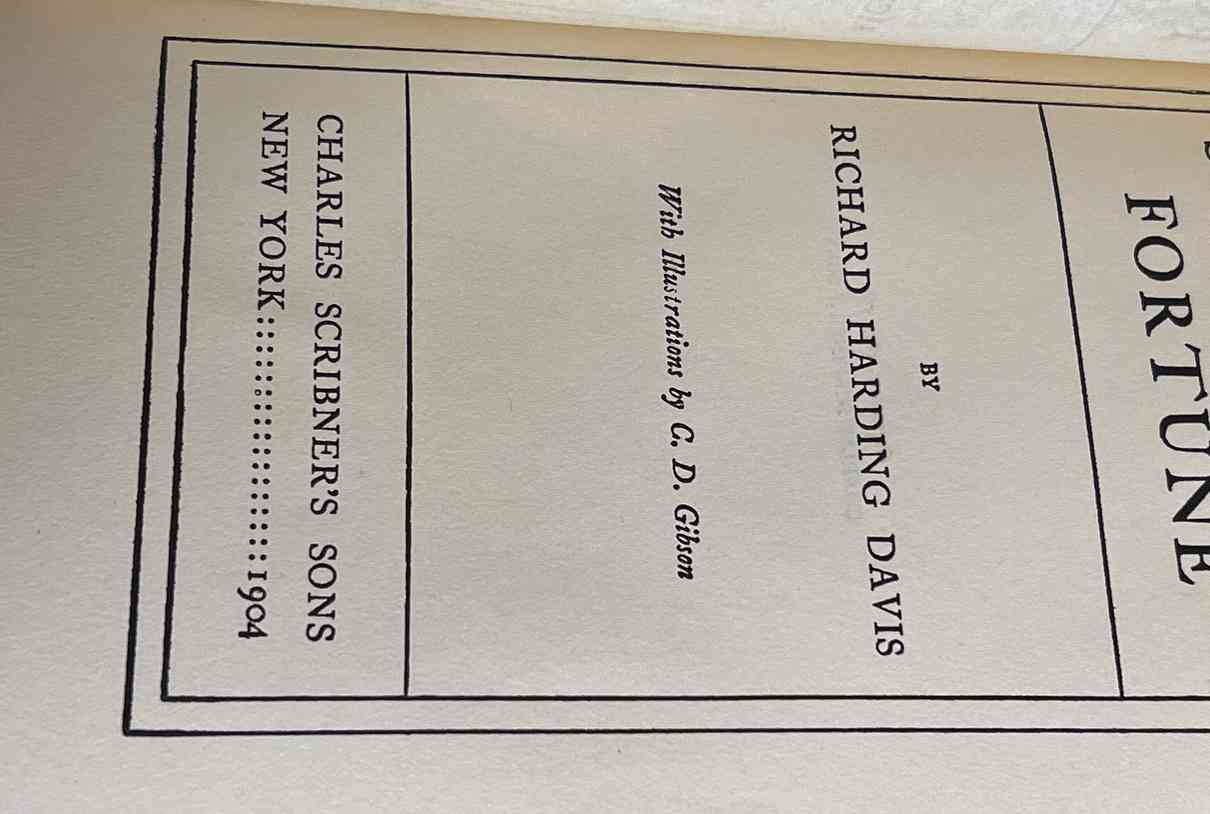 FORTUNE
BY
RICHARD HARDING DAVIS
With Illustrations by C. D. Gibson
CHARLES SCRIBNER'S SONS
NEW YORK::::::::::::::::::::1904